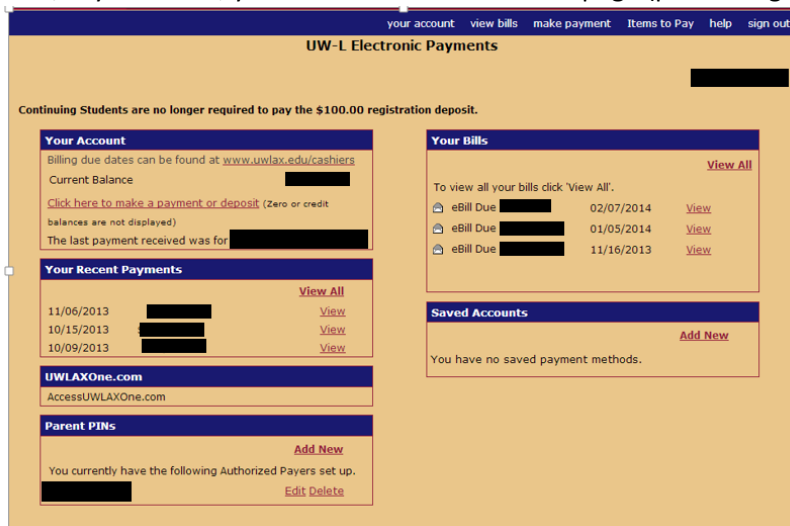 your account view bills make payment Items to Pay help sign out
UW-L Electronic Payments
Continuing Students are no longer required to pay the $100.00 registration deposit.
Your Account
Billing due dates can be found at www.uwlax.edu/cashiers
Current Balance
Click here to make a payment or deposit (Zero or credit
balances are not displayed)
The last payment received was for
Your Recent Payments
View All
11/06/2013 View
10/15/2013 View
10/09/2013 View
UWLAXOne.com
AccessUWLAXOne.com
Parent PINs
Add New
You currently have the following Authorized Payers set up.
Edit Delete
Your Bills
View All
To view all your bills click 'View All'.
eBill Due 02/07/2014 View
eBill Due 01/05/2014 View
eBill Due 11/16/2013 View
Saved Accounts
Add New
You have no saved payment methods.